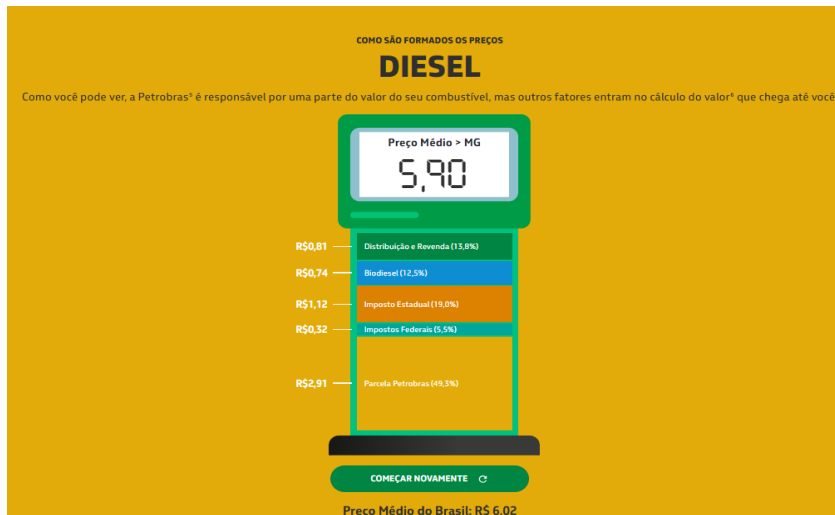 COMO SÃO FORMADOS OS PREÇOS
DIESEL
Como você pode ver, a Petrobras⁵ é responsável por uma parte do valor do seu combustível, mas outros fatores entram no cálculo do valor⁶ que chega até você
Preço Médio > MG
5,90
R$0,81 Distribuição e Revenda (13,8%)
R$0,74 Biodiesel (12,5%)
R$1,12 Imposto Estadual (19,0%)
R$0,32 Impostos Federais (5,5%)
R$2,91 Parcela Petrobras (49,3%)
COMEÇAR NOVAMENTE
Preço Médio do Brasil: R$ 6,02